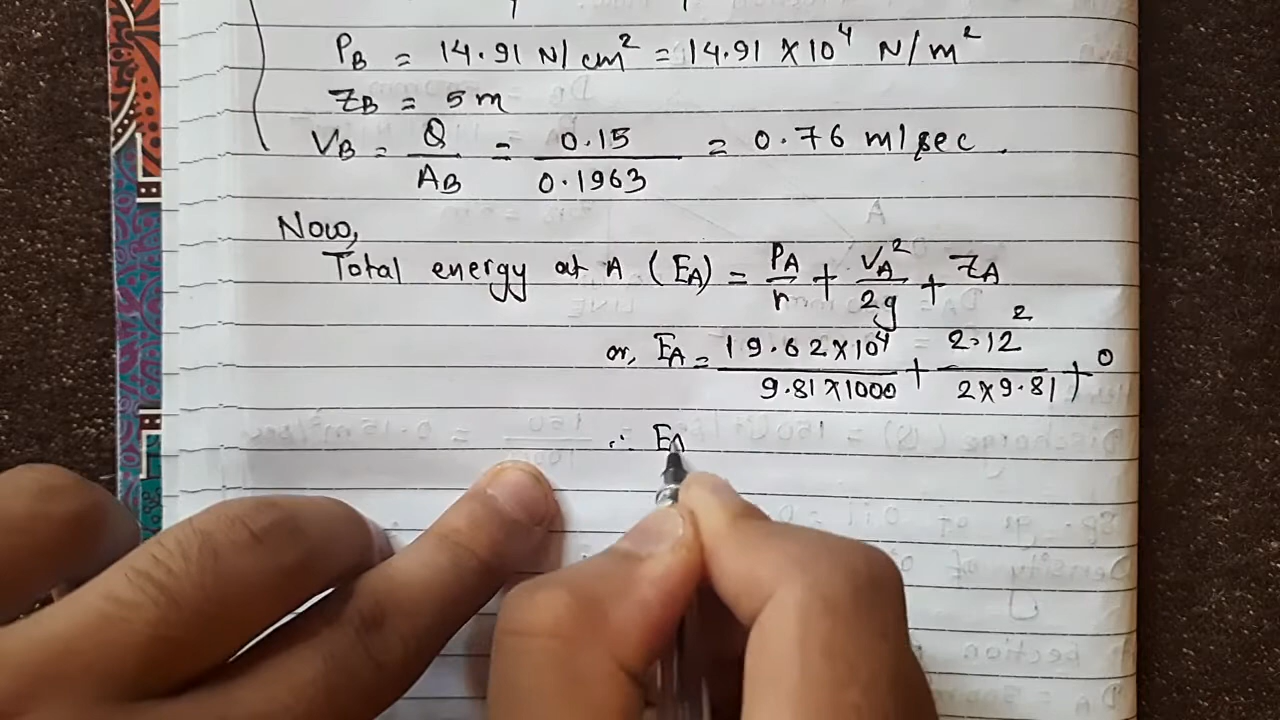 P_B = 14.91 N/cm² = 14.91 × 10⁴ N/m²
Z_B = 5 m
V_B = Q/A_B = 0.15/0.1963 = 0.76 m/sec.
Now,
Total energy at A (E_A) = P_A/r + V_A²/2g + Z_A
or, E_A = 19.62×10⁴/9.81×1000 + 2.12²/2×9.81 + 0
∴ EA